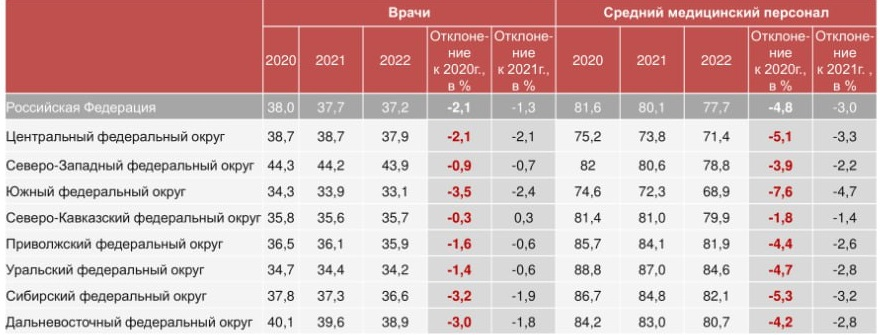 Врачи Средний медицинский персонал
2020 2021 2022 Отклоне-ние к 2020г., в % Отклоне-ние к 2021г., в % 2020 2021 2022 Отклоне-ние к 2020г., в % Отклоне-ние к 2021г., в %
Российская Федерация 38,0 37,7 37,2 -2,1 -1,3 81,6 80,1 77,7 -4,8 -3,0
Центральный федеральный округ 38,7 38,7 37,9 -2,1 -2,1 75,2 73,8 71,4 -5,1 -3,3
Северо-Западный федеральный округ 44,3 44,2 43,9 -0,9 -0,7 82 80,6 78,8 -3,9 -2,2
Южный федеральный округ 34,3 33,9 33,1 -3,5 -2,4 74,6 72,3 68,9 -7,6 -4,7
Северо-Кавказский федеральный округ 35,8 35,6 35,7 -0,3 0,3 81,4 81,0 79,9 -1,8 -1,4
Приволжский федеральный округ 36,5 36,1 35,9 -1,6 -0,6 85,7 84,1 81,9 -4,4 -2,6
Уральский федеральный округ 34,7 34,4 34,2 -1,4 -0,6 88,8 87,0 84,6 -4,7 -2,8
Сибирский федеральный округ 37,8 37,3 36,6 -3,2 -1,9 86,7 84,8 82,1 -5,3 -3,2
Дальневосточный федеральный округ 40,1 39,6 38,9 -3,0 -1,8 84,2 83,0 80,7 -4,2 -2,8